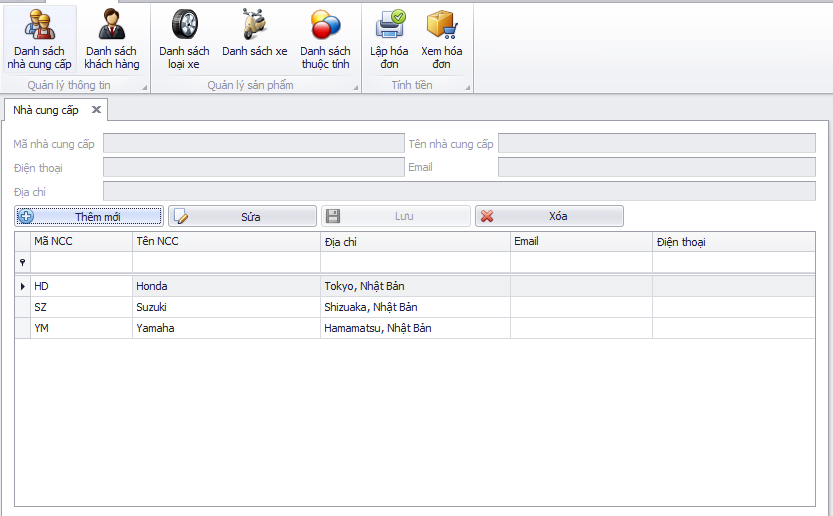 Danh sách
nhà cung cấp
Danh sách
khách hàng
Danh sách
loại xe
Danh sách xe
Danh sách
thuộc tính
Lập hóa
đơn
Xem hóa
đơn
Quản lý thông tin
Quản lý sản phẩm
Tính tiền
Nhà cung cấp
Mã nhà cung cấp
Tên nhà cung cấp
Điện thoại
Email
Địa chỉ
Thêm mới
Sửa
Lưu
Xóa
Mã NCC Tên NCC Địa chỉ Email Điện thoại
HD Honda Tokyo, Nhật Bản
SZ Suzuki Shizuaka, Nhật Bản
YM Yamaha Hamamatsu, Nhật Bản